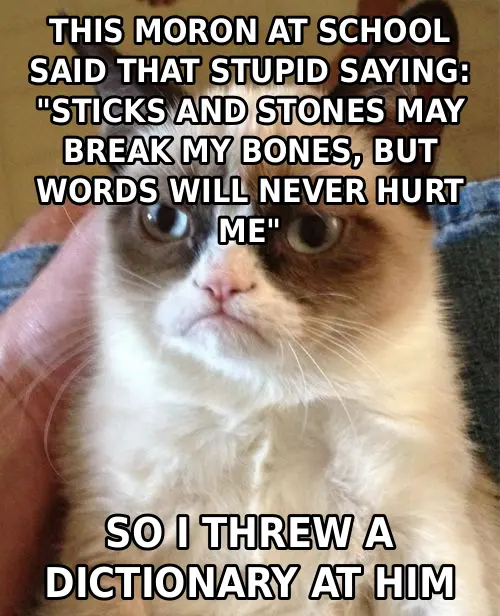 THIS MORON AT SCHOOL
SAID THAT STUPID SAYING:
"STICKS AND STONES MAY
BREAK MY BONES, BUT
WORDS WILL NEVER HURT
ME"
SO I THREW A
DICTIONARY AT HIM